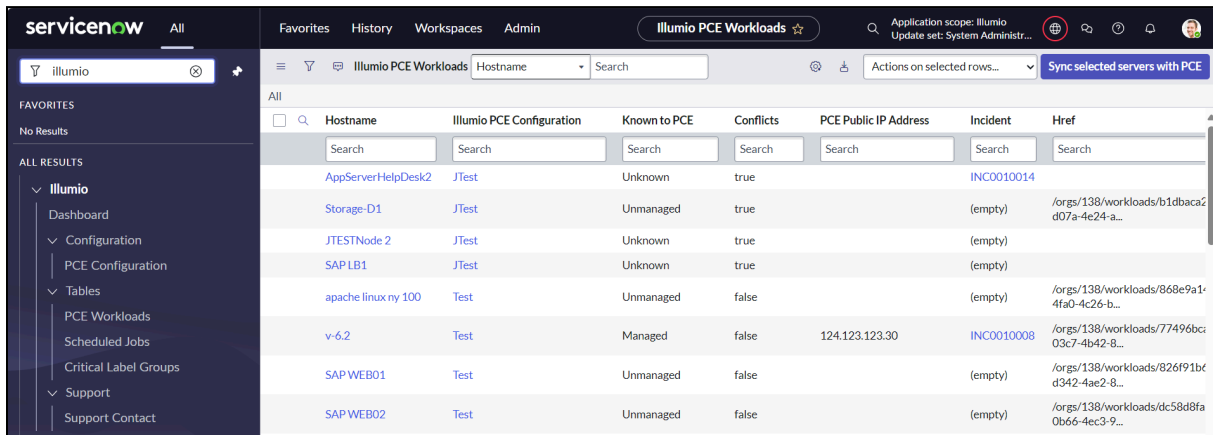 servicenow All Favorites History Workspaces Admin Illumio PCE Workloads Application scope: Illumio
Update set: System Administr...
illumio
Illumio PCE Workloads Hostname Search Actions on selected rows... Sync selected servers with PCE
FAVORITES
No Results
ALL RESULTS
Illumio
Dashboard
Configuration
PCE Configuration
Tables
PCE Workloads
Scheduled Jobs
Critical Label Groups
Support
Support Contact
All
Hostname Illumio PCE Configuration Known to PCE Conflicts PCE Public IP Address Incident Href
Search Search Search Search Search Search Search
AppServerHelpDesk2 JTest Unknown true INC0010014
Storage-D1 JTest Unmanaged true (empty) /orgs/138/workloads/b1dbaca2
d07a-4e24-a...
JTESTNode 2 JTest Unknown true (empty)
SAP LB1 JTest Unknown true (empty)
apache linux ny 100 Test Unmanaged false (empty) /orgs/138/workloads/868e9a14
4fa0-4c26-b...
v-6.2 Test Managed false 124.123.123.30 INC0010008 /orgs/138/workloads/77496bca
03c7-4b42-8...
SAP WEB01 Test Unmanaged false (empty) /orgs/138/workloads/826f91b6
d342-4ae2-8...
SAP WEB02 Test Unmanaged false (empty) /orgs/138/workloads/dc58d8fa
0b66-4ec3-9...